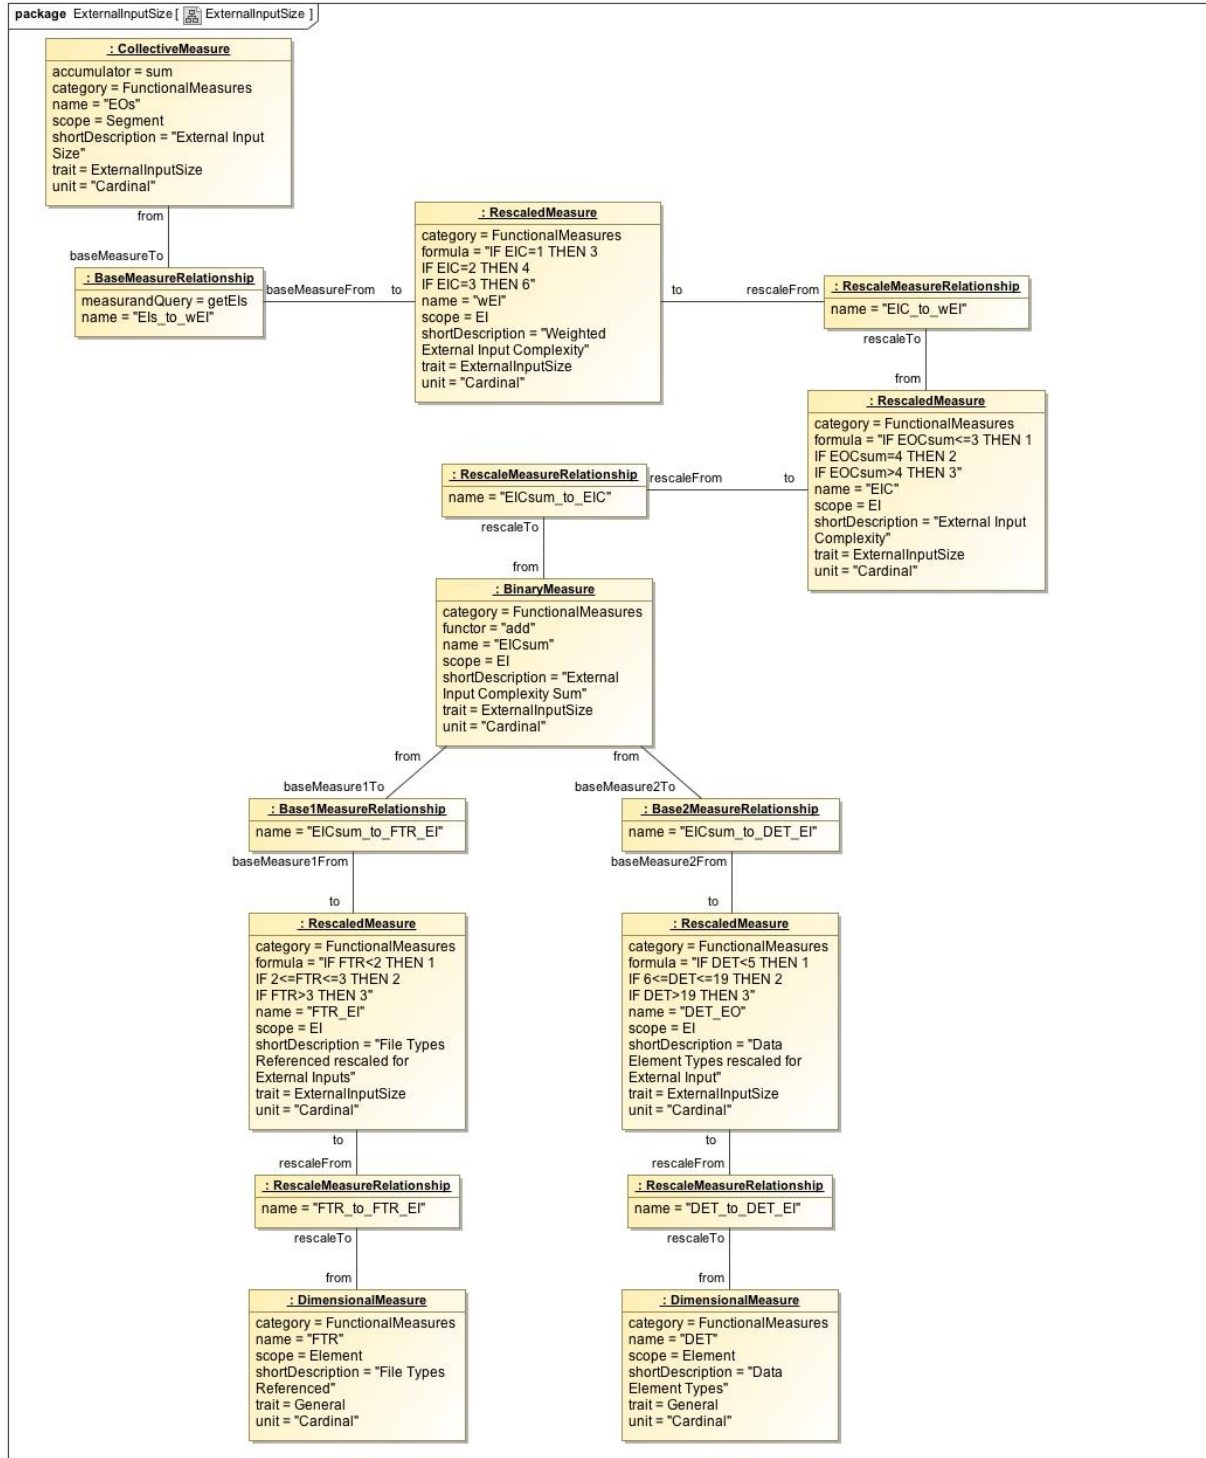 package ExternalInputSize [ ExternalInputSize ]
: CollectiveMeasure
accumulator = sum
category = FunctionalMeasures
name = "EOs"
scope = Segment
shortDescription = "External Input
Size"
trait = ExternalInputSize
unit = "Cardinal"
from
baseMeasureTo
: BaseMeasureRelationship
measurandQuery = getEIs
name = "EIs_to_wEI"
baseMeasureFrom
to
: RescaledMeasure
category = FunctionalMeasures
formula = "IF EIC=1 THEN 3
IF EIC=2 THEN 4
IF EIC=3 THEN 6"
name = "wEI"
scope = EI
shortDescription = "Weighted
External Input Complexity"
trait = ExternalInputSize
unit = "Cardinal"
to
rescaleFrom
: RescaleMeasureRelationship
name = "EIC_to_wEI"
rescaleTo
from
: RescaledMeasure
category = FunctionalMeasures
formula = "IF EOCsum<=3 THEN 1
IF EOCsum=4 THEN 2
IF EOCsum>4 THEN 3"
name = "EIC"
scope = EI
shortDescription = "External Input
Complexity"
trait = ExternalInputSize
unit = "Cardinal"
to
rescaleFrom
: RescaleMeasureRelationship
name = "EICsum_to_EIC"
rescaleTo
from
: BinaryMeasure
category = FunctionalMeasures
functor = "add"
name = "EICsum"
scope = EI
shortDescription = "External
Input Complexity Sum"
trait = ExternalInputSize
unit = "Cardinal"
from
baseMeasure1To
: Base1MeasureRelationship
name = "EICsum_to_FTR_EI"
baseMeasure1From
to
: RescaledMeasure
category = FunctionalMeasures
formula = "IF FTR<2 THEN 1
IF 2<=FTR<=3 THEN 2
IF FTR>3 THEN 3"
name = "FTR_EI"
scope = EI
shortDescription = "File Types
Referenced rescaled for
External Inputs"
trait = ExternalInputSize
unit = "Cardinal"
to
rescaleFrom
: RescaleMeasureRelationship
name = "FTR_to_FTR_EI"
rescaleTo
from
: DimensionalMeasure
category = FunctionalMeasures
name = "FTR"
scope = Element
shortDescription = "File Types
Referenced"
trait = General
unit = "Cardinal"
from
baseMeasure2To
: Base2MeasureRelationship
name = "EICsum_to_DET_EI"
baseMeasure2From
to
: RescaledMeasure
category = FunctionalMeasures
formula = "IF DET<5 THEN 1
IF 6<=DET<=19 THEN 2
IF DET>19 THEN 3"
name = "DET_EO"
scope = EI
shortDescription = "Data
Element Types rescaled for
External Input"
trait = ExternalInputSize
unit = "Cardinal"
to
rescaleFrom
: RescaleMeasureRelationship
name = "DET_to_DET_EI"
rescaleTo
from
: DimensionalMeasure
category = FunctionalMeasures
name = "DET"
scope = Element
shortDescription = "Data
Element Types"
trait = General
unit = "Cardinal"